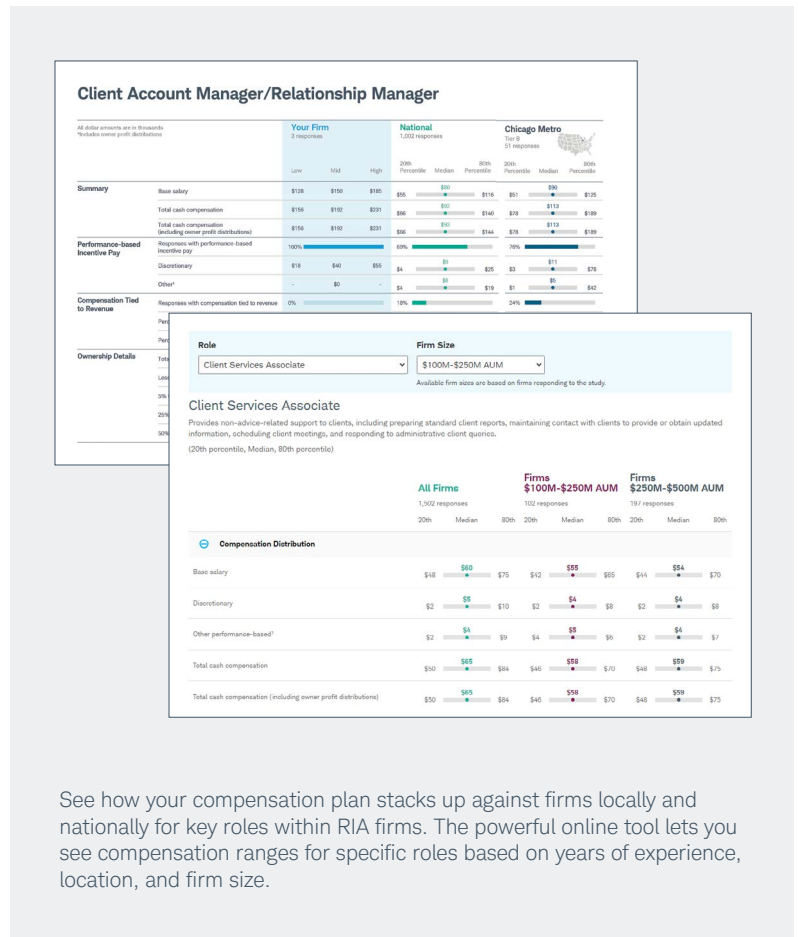 Client Account Manager/Relationship Manager
All dollar amounts are in thousands
*Includes owner profit distributions
Your Firm
3 responses
National
1,002 responses
Chicago Metro
Tier B
51 responses
Low Mid High
20th Percentile Median 80th Percentile
20th Percentile Median 80th Percentile
Summary
Base salary $128 $150 $185 $55 $80 $116 $51 $90 $125
Total cash compensation $156 $192 $231 $66 $92 $140 $78 $113 $189
Total cash compensation (including owner profit distributions) $156 $192 $231 $66 $93 $144 $78 $113 $189
Performance-based Incentive Pay
Responses with performance-based incentive pay 100% 69% 76%
Discretionary $18 $40 $55 $4 $25 $3 $11 $78
Other - $0 - $4 $19 $1 $5 $42
Compensation Tied to Revenue
Responses with compensation tied to revenue 0% 18% 24%
Perc
Perc
Ownership Details
Tota
Leas
5%
25%
50%
Role
Firm Size
Client Services Associate
$100M-$250M AUM
Available firm sizes are based on firms responding to the study.
Client Services Associate
Provides non-advice-related support to clients, including preparing standard client reports, maintaining contact with clients to provide or obtain updated
information, scheduling client meetings, and responding to administrative client queries.
(20th percentile, Median, 80th percentile)
All Firms
1,502 responses
Firms
$100M-$250M AUM
102 responses
Firms
$250M-$500M AUM
197 responses
20th Median 80th 20th Median 80th 20th Median 80th
Compensation Distribution
Base salary $48 $60 $75 $42 $55 $65 $44 $54 $70
Discretionary $2 $5 $10 $2 $4 $8 $2 $4 $8
Other performance-based† $2 $4 $9 $4 $5 $6 $2 $4 $7
Total cash compensation $50 $65 $84 $46 $58 $70 $48 $59 $75
Total cash compensation (including owner profit distributions) $50 $65 $84 $46 $58 $70 $48 $59 $75
See how your compensation plan stacks up against firms locally and
nationally for key roles within RIA firms. The powerful online tool lets you
see compensation ranges for specific roles based on years of experience,
location, and firm size.